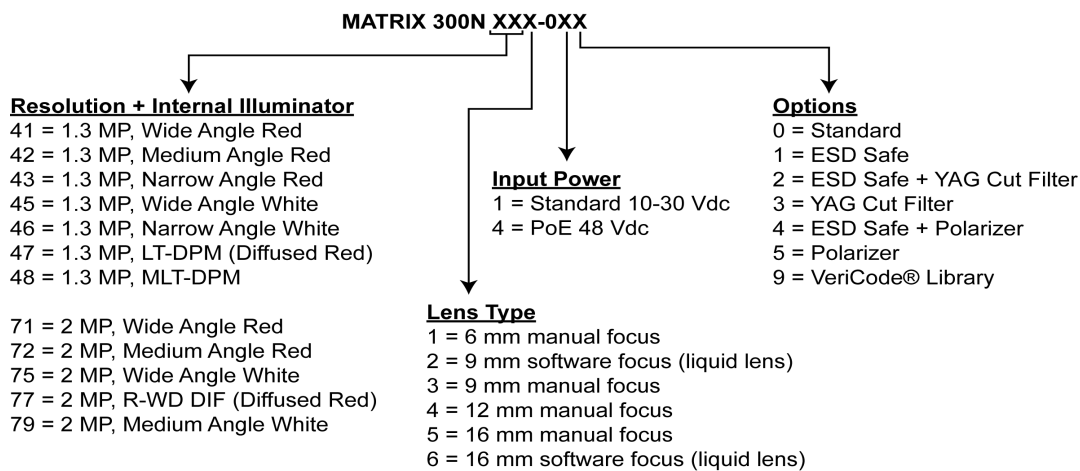 MATRIX 300N XXX-0XX
Resolution + Internal Illuminator
41 = 1.3 MP, Wide Angle Red
42 = 1.3 MP, Medium Angle Red
43 = 1.3 MP, Narrow Angle Red
45 = 1.3 MP, Wide Angle White
46 = 1.3 MP, Narrow Angle White
47 = 1.3 MP, LT-DPM (Diffused Red)
48 = 1.3 MP, MLT-DPM
71 = 2 MP, Wide Angle Red
72 = 2 MP, Medium Angle Red
75 = 2 MP, Wide Angle White
77 = 2 MP, R-WD DIF (Diffused Red)
79 = 2 MP, Medium Angle White
Lens Type
1 = 6 mm manual focus
2 = 9 mm software focus (liquid lens)
3 = 9 mm manual focus
4 = 12 mm manual focus
5 = 16 mm manual focus
6 = 16 mm software focus (liquid lens)
Input Power
1 = Standard 10-30 Vdc
4 = PoE 48 Vdc
Options
0 = Standard
1 = ESD Safe
2 = ESD Safe + YAG Cut Filter
3 = YAG Cut Filter
4 = ESD Safe + Polarizer
5 = Polarizer
9 = VeriCode® Library